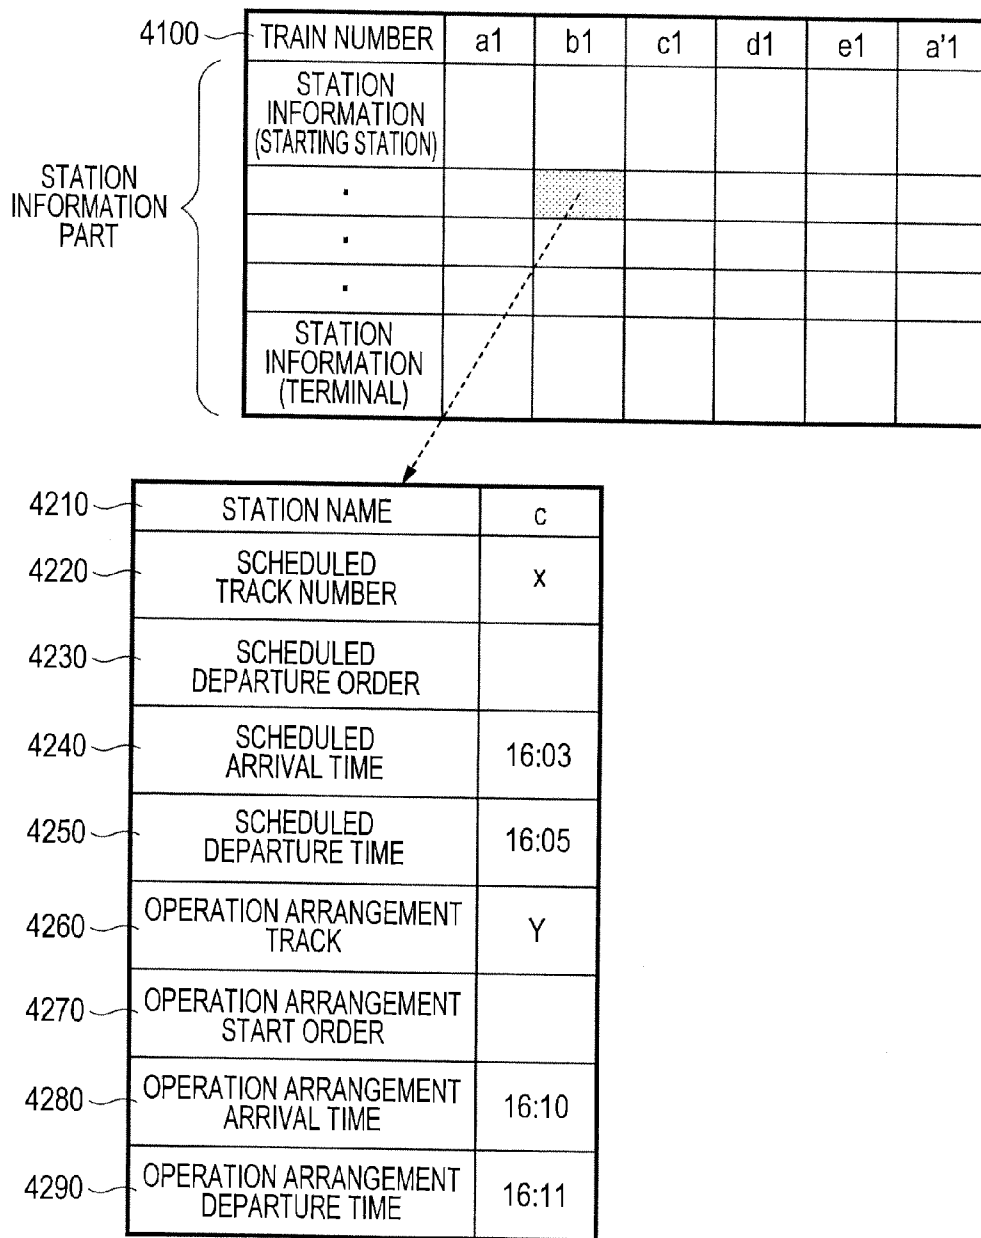 4100 TRAIN NUMBER a1 b1 c1 d1 e1 a'1
STATION
INFORMATION
(STARTING STATION)
STATION
INFORMATION
PART
.
.
.
STATION
INFORMATION
(TERMINAL)
4210 STATION NAME c
4220 SCHEDULED
TRACK NUMBER x
4230 SCHEDULED
DEPARTURE ORDER
4240 SCHEDULED
ARRIVAL TIME 16:03
4250 SCHEDULED
DEPARTURE TIME 16:05
4260 OPERATION ARRANGEMENT
TRACK Y
4270 OPERATION ARRANGEMENT
START ORDER
4280 OPERATION ARRANGEMENT
ARRIVAL TIME 16:10
4290 OPERATION ARRANGEMENT
DEPARTURE TIME 16:11